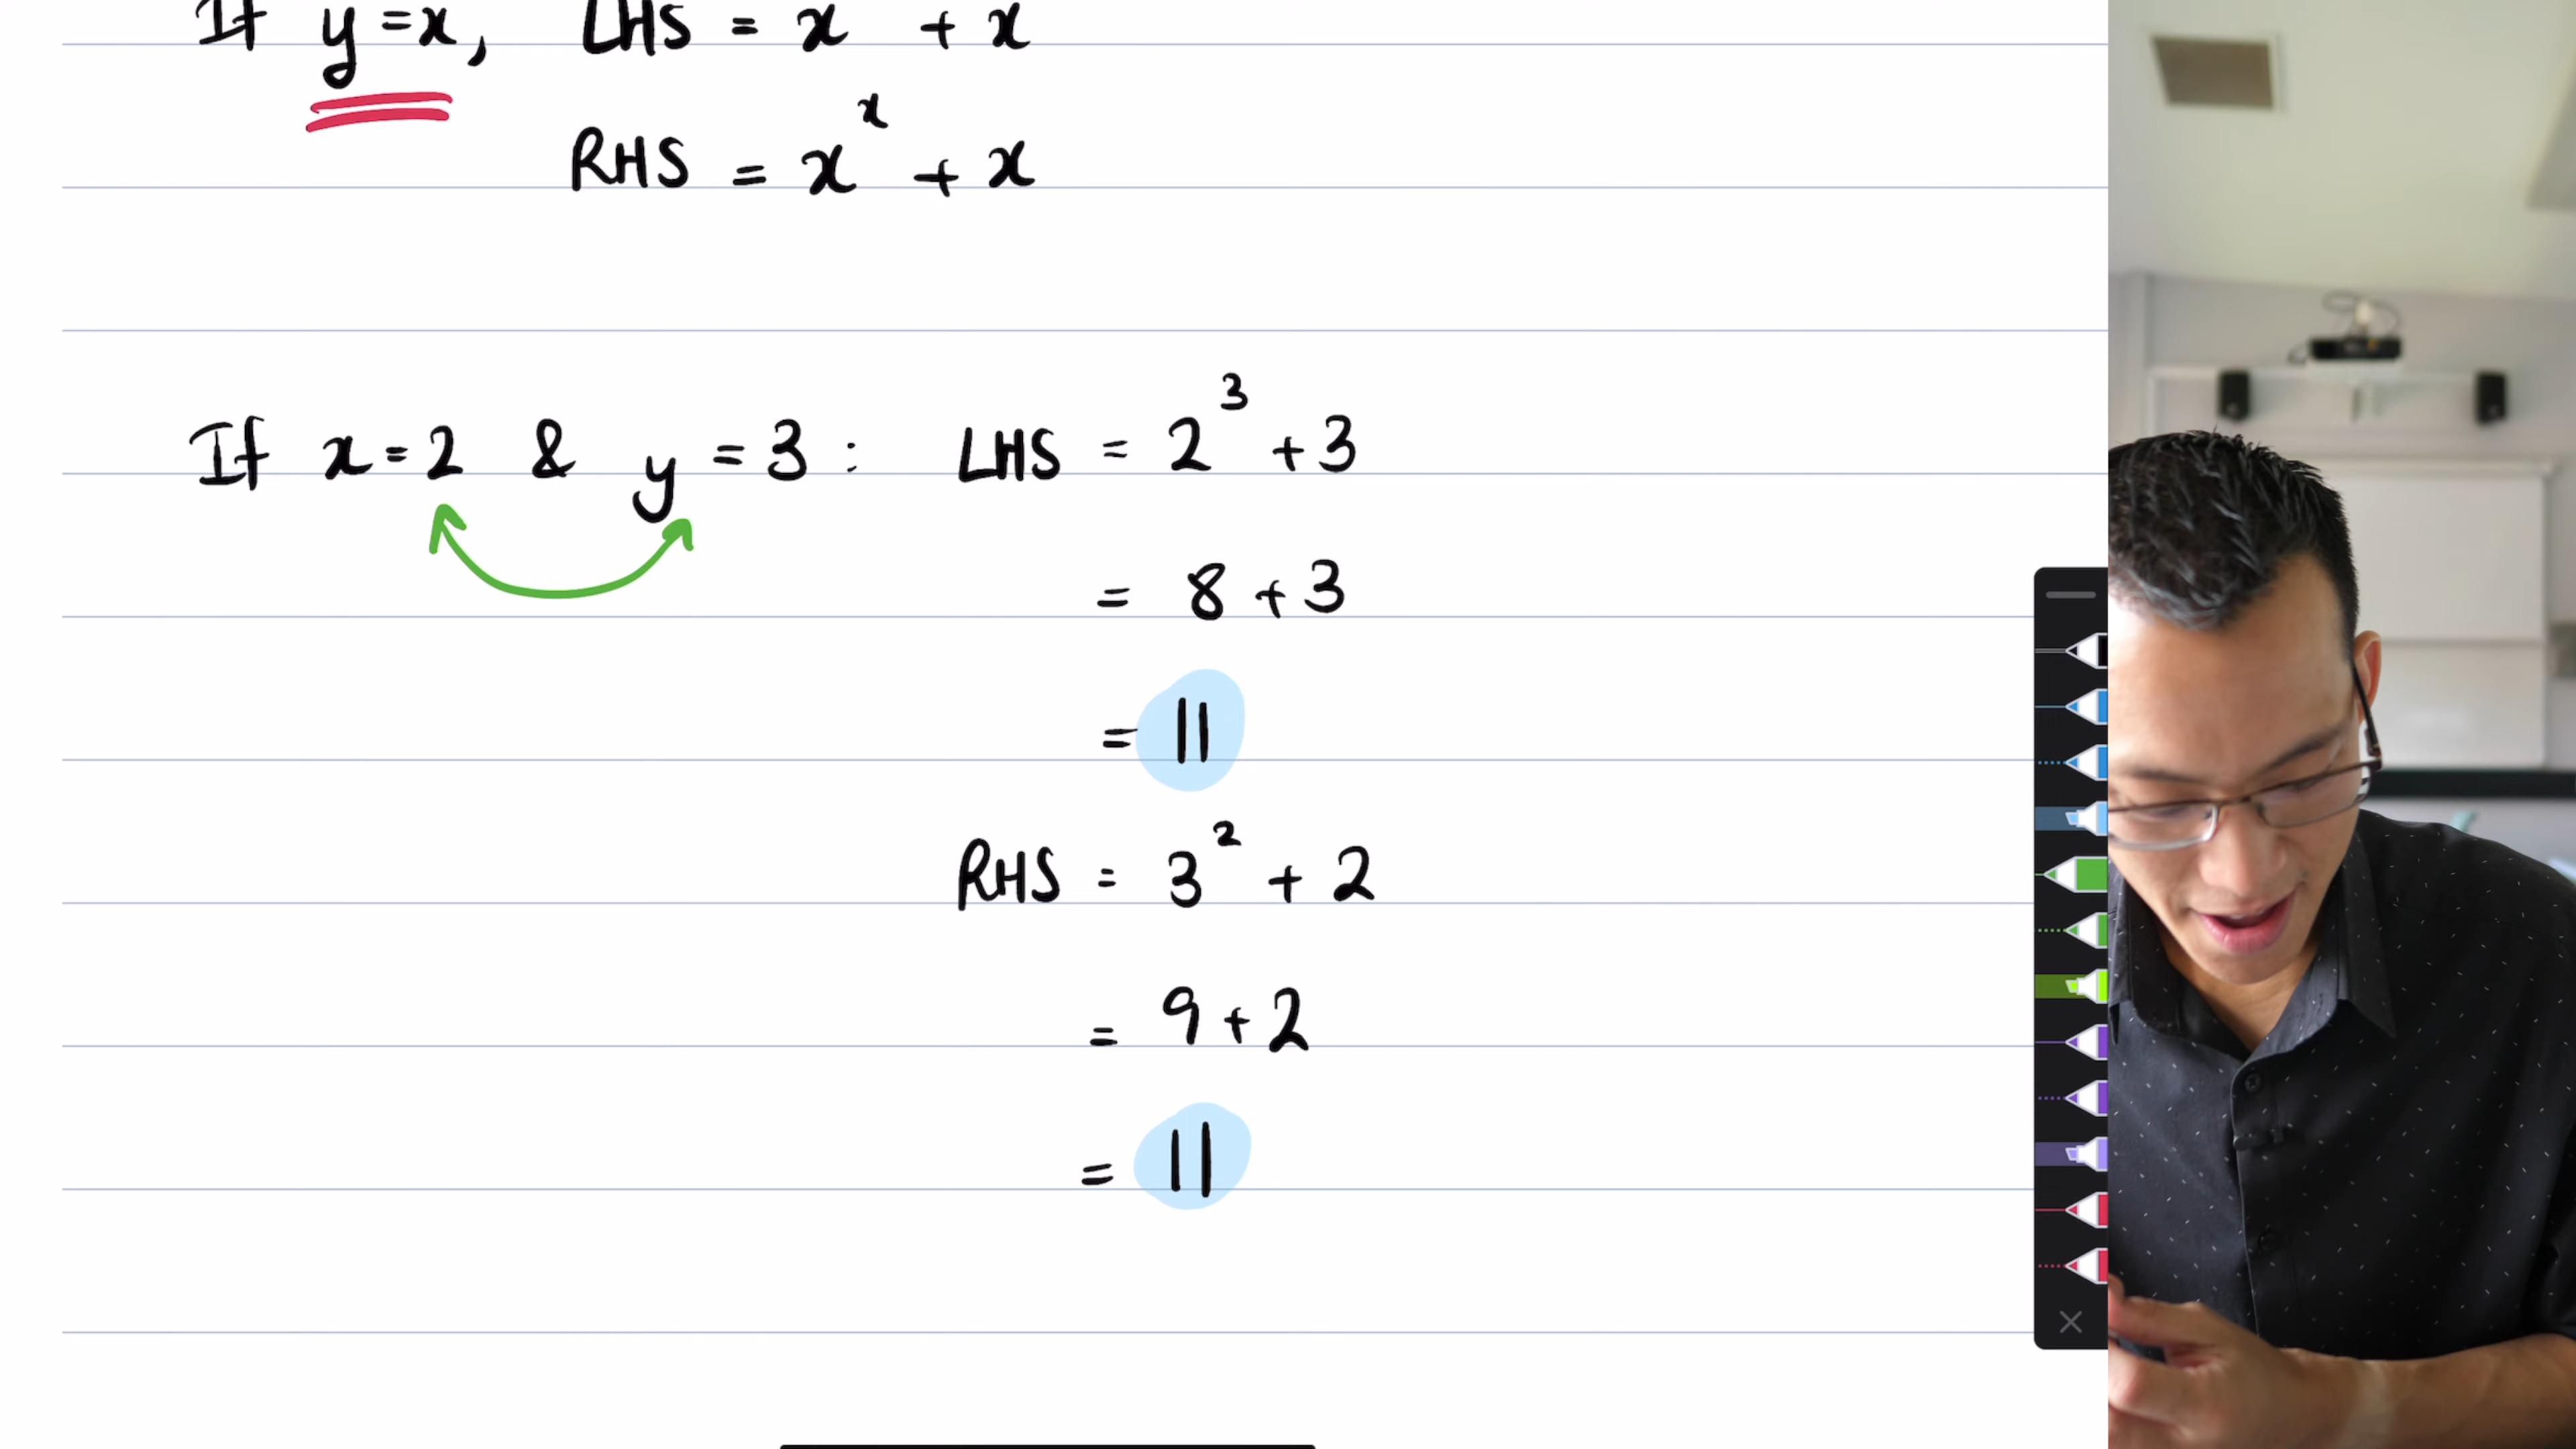 If y = x, LHS = x + x
RHS = x^x + x
If x = 2 & y = 3 : LHS = 2^3 + 3
= 8 + 3
= 11
RHS = 3^2 + 2
= 9 + 2
= 11